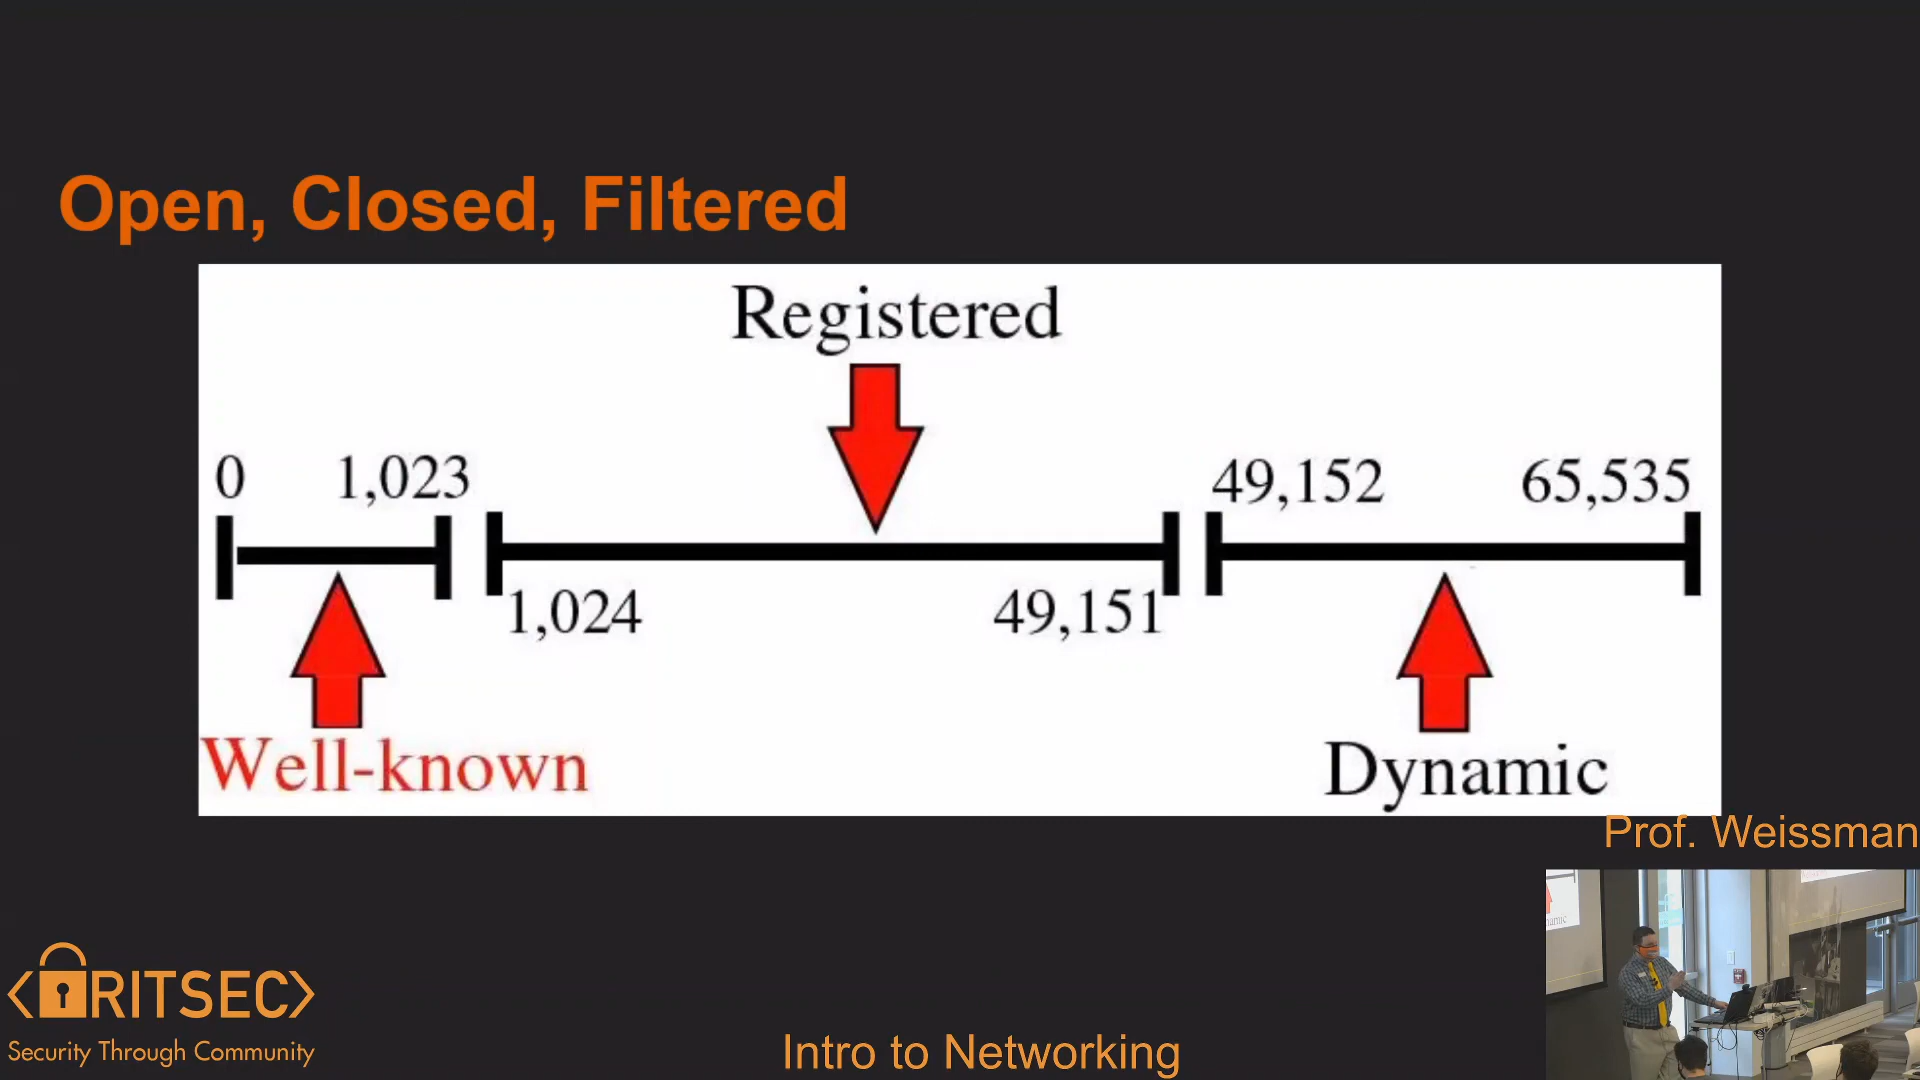 Open, Closed, Filtered
Registered
0 1,023
49,152 65,535
1,024 49,151
Well-known
Dynamic
Prof. Weissman
<RITSEC>
Security Through Community
Intro to Networking